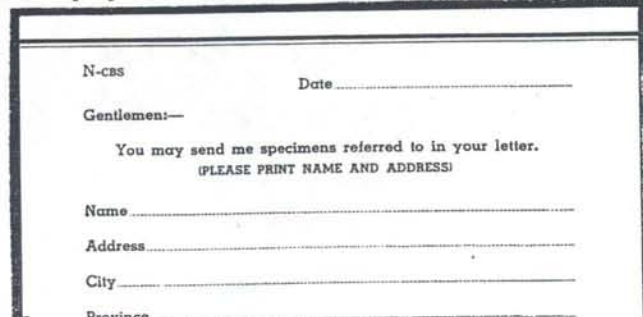 N-CBS
Date
Gentlemen:—
You may send me specimens referred to in your letter.
(PLEASE PRINT NAME AND ADDRESS)
Name
Address
City
Province